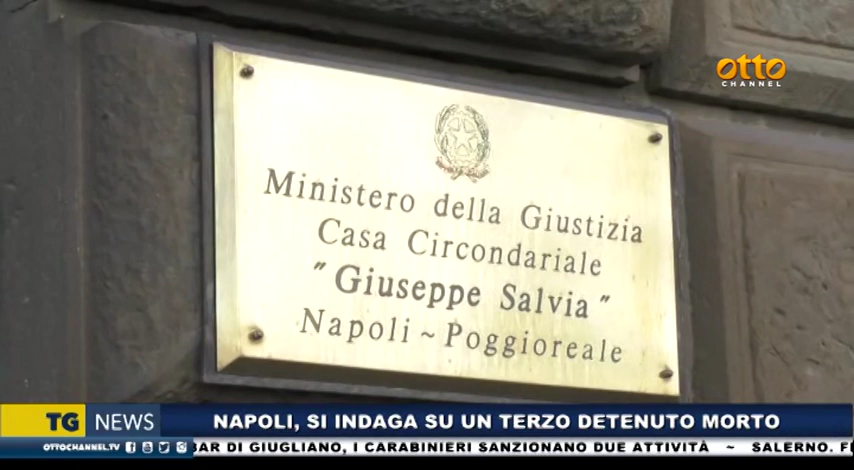 otto
CHANNEL
Ministero della Giustizia
Casa Circondariale
"Giuseppe Salvia"
Napoli ~ Poggioreale
TG NEWS
NAPOLI, SI INDAGA SU UN TERZO DETENUTO MORTO
OTTOCHANNEL.TV
BAR DI GIUGLIANO, I CARABINIERI SANZIONANO DUE ATTIVITÀ ~ SALERNO.